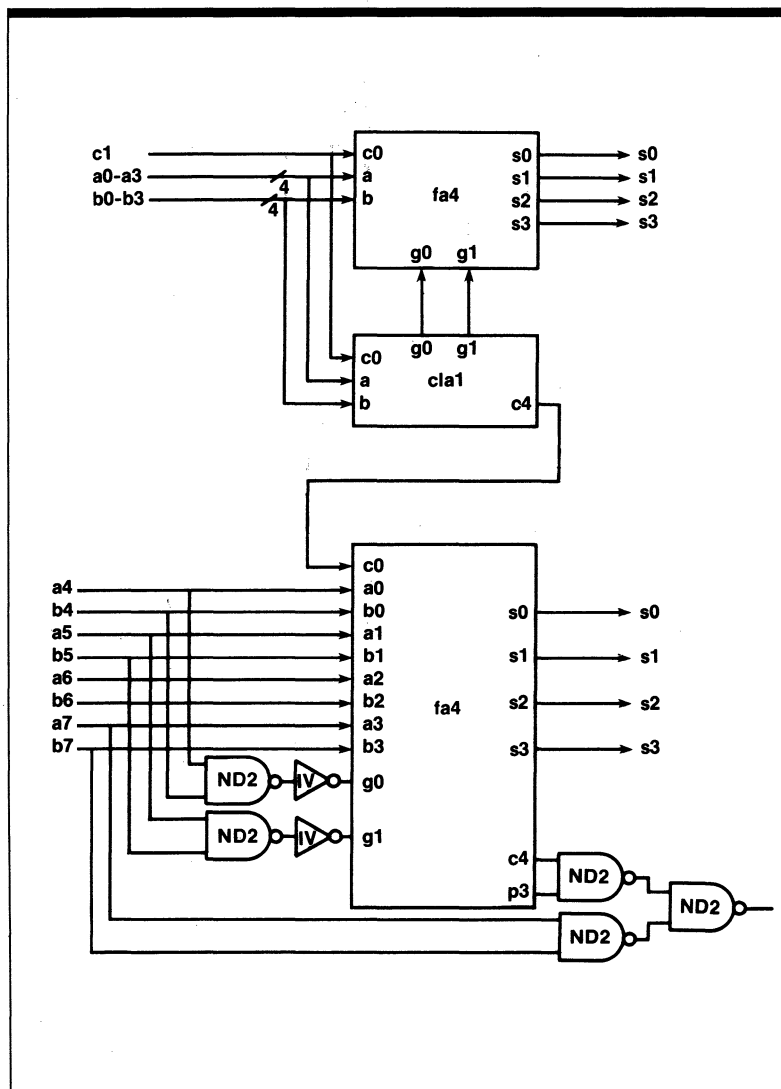 c1 c0 s0 s0
a0-a3 4 a s1 s1
b0-b3 4 b fa4 s2 s2
s3 s3
g0 g1
g0 g1
c0
a cla1
b c4
c0
a4 a0
b4 b0 s0 s0
a5 a1
b5 b1 s1 s1
a6 a2
b6 b2 fa4 s2 s2
a7 a3
b7 b3 s3 s3
ND2 IV g0
ND2 IV g1
c4
ND2
p3
ND2
ND2